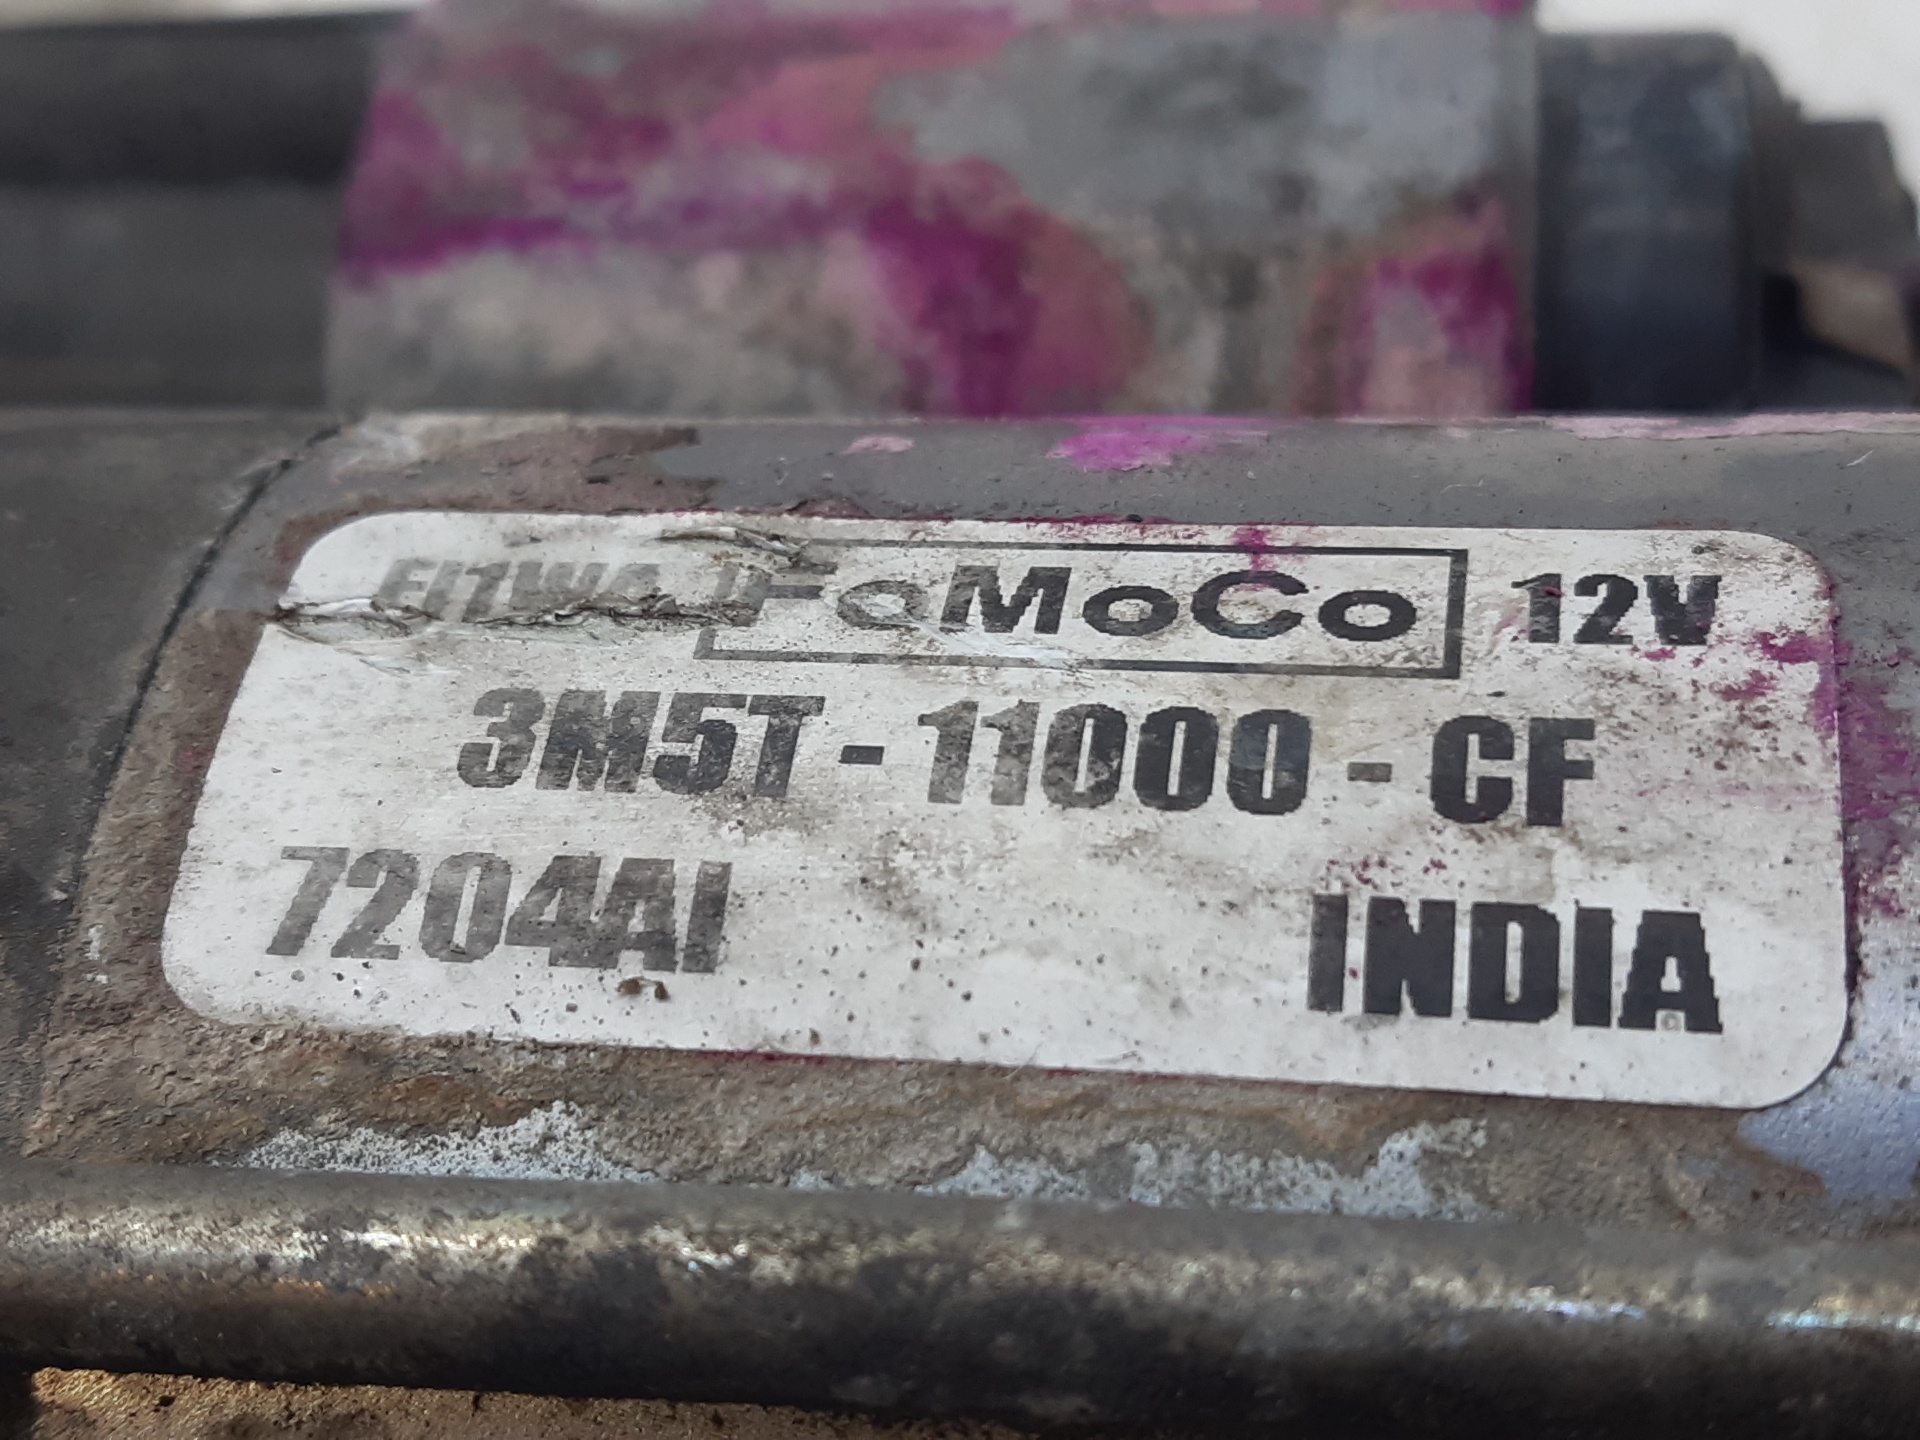 FoMoCo 12V
3M5T - 11000 - CF
7204AI INDIA